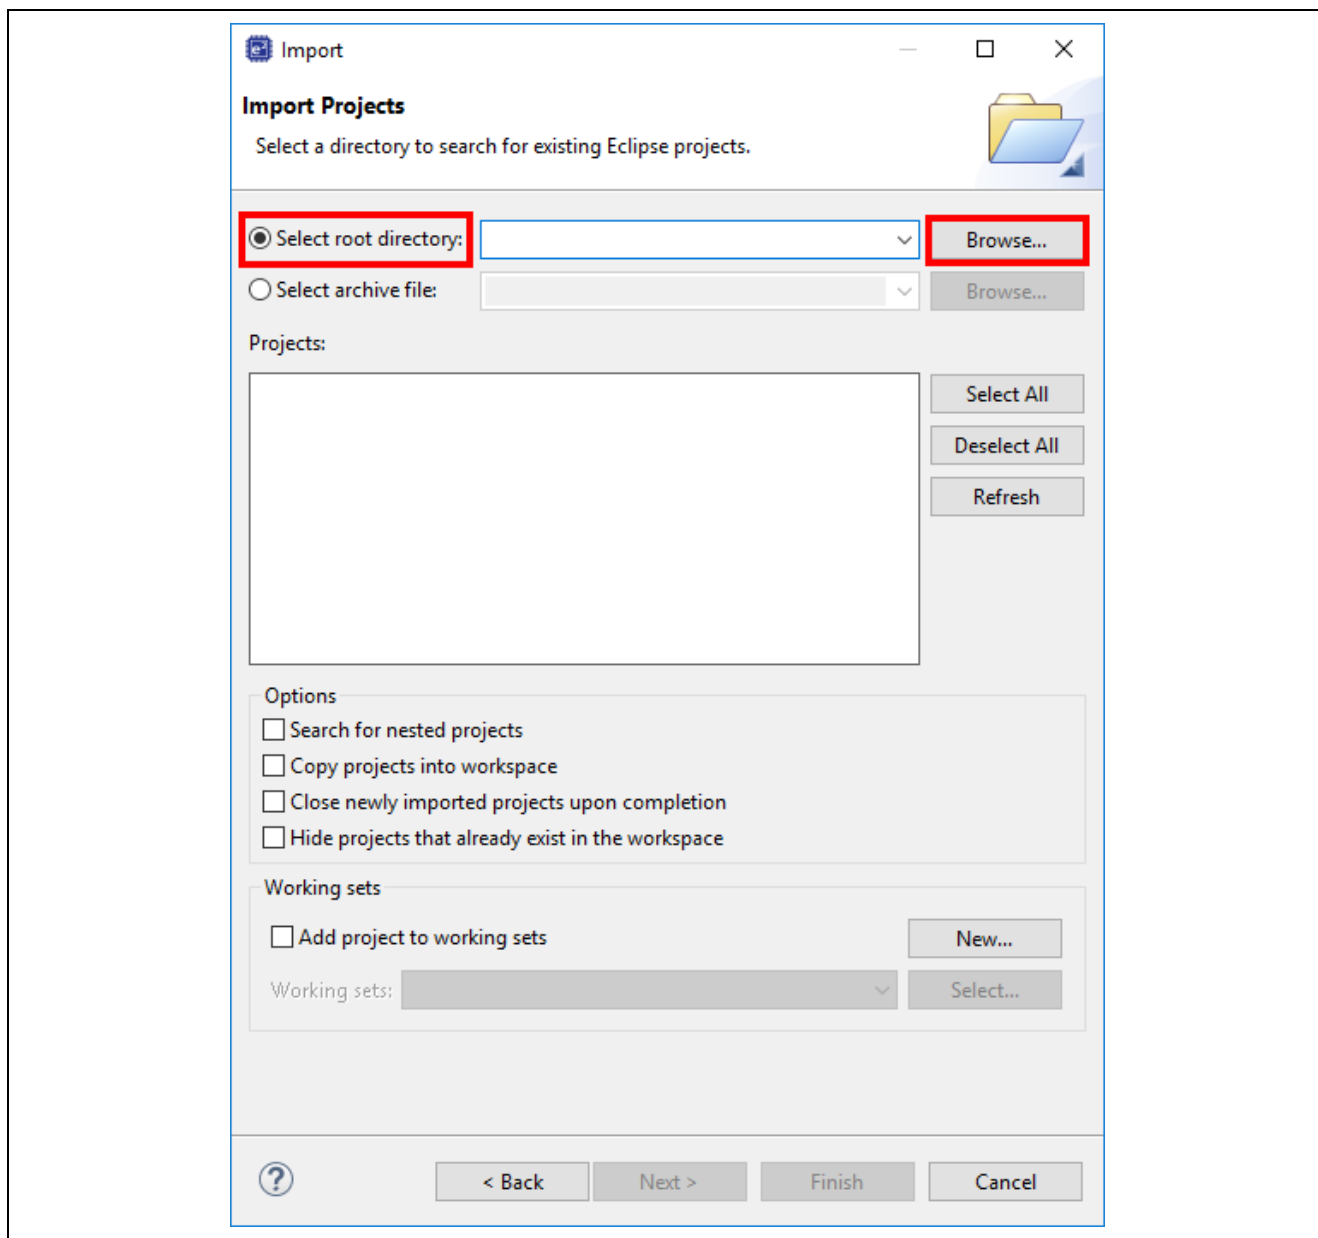 Import
Import Projects
Select a directory to search for existing Eclipse projects.
Select root directory: Browse...
Select archive file: Browse...
Projects:
Select All
Deselect All
Refresh
Options
Search for nested projects
Copy projects into workspace
Close newly imported projects upon completion
Hide projects that already exist in the workspace
Working sets
Add project to working sets New...
Working sets: Select...
? < Back Next > Finish Cancel